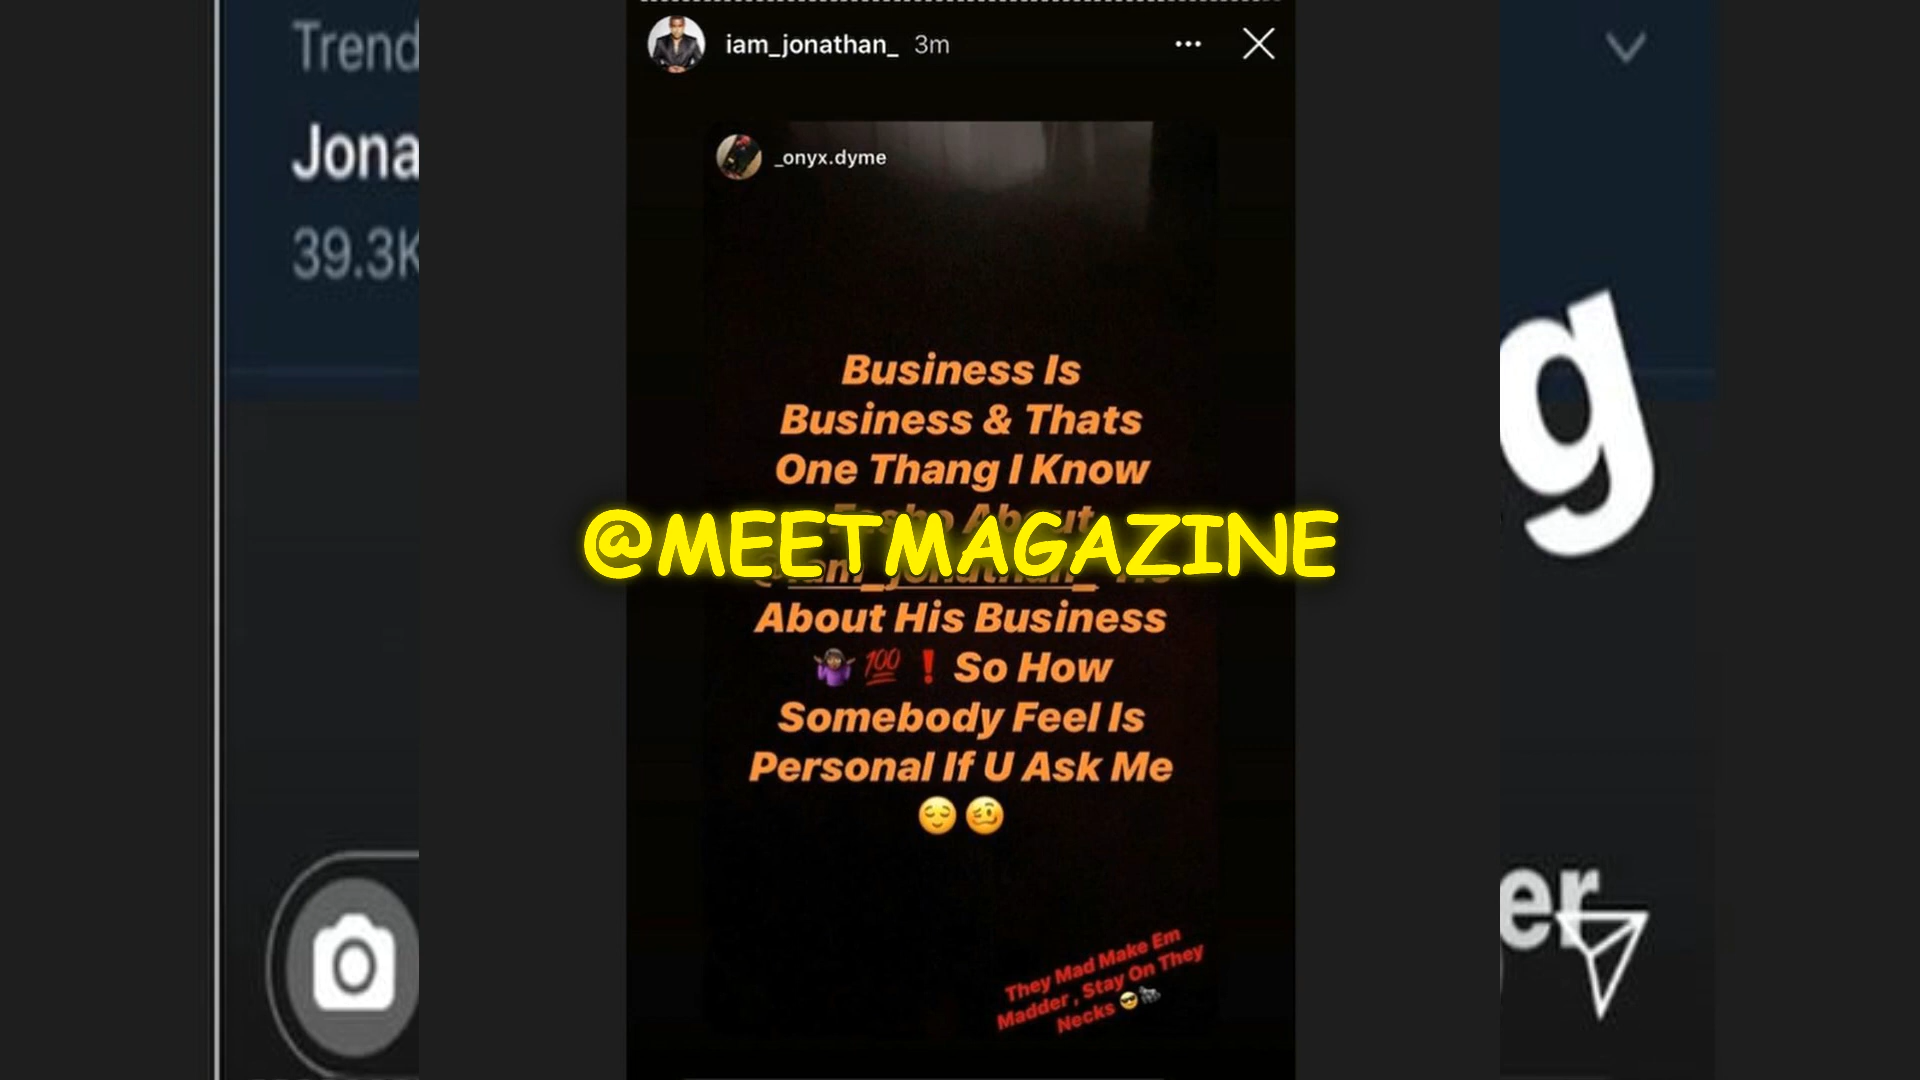 Trend
Jona
39.3K
iam_jonathan_ 3m
_onyx.dyme
Business Is
Business & Thats
One Thang I Know
About
@MEETMAGAZINE
@iam_jonathan_
About His Business
🤷🏾‍♀️ 💯 ❗ So How
Somebody Feel Is
Personal If U Ask Me
😌 🥴
They Mad Make Em
Madder , Stay On They
Necks 😎
g
er